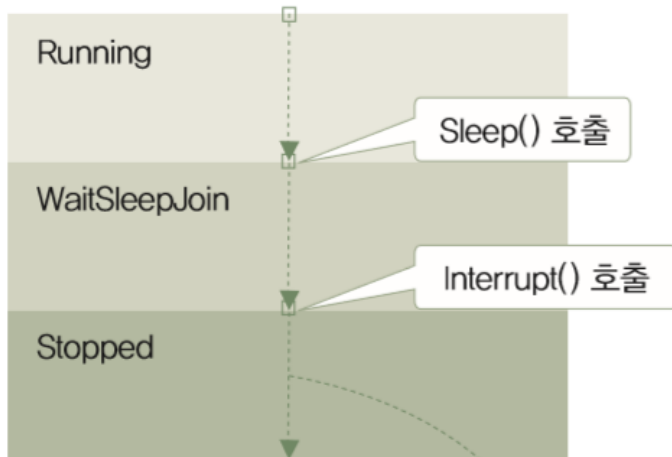 Running
Sleep() 호출
WaitSleepJoin
Interrupt() 호출
Stopped